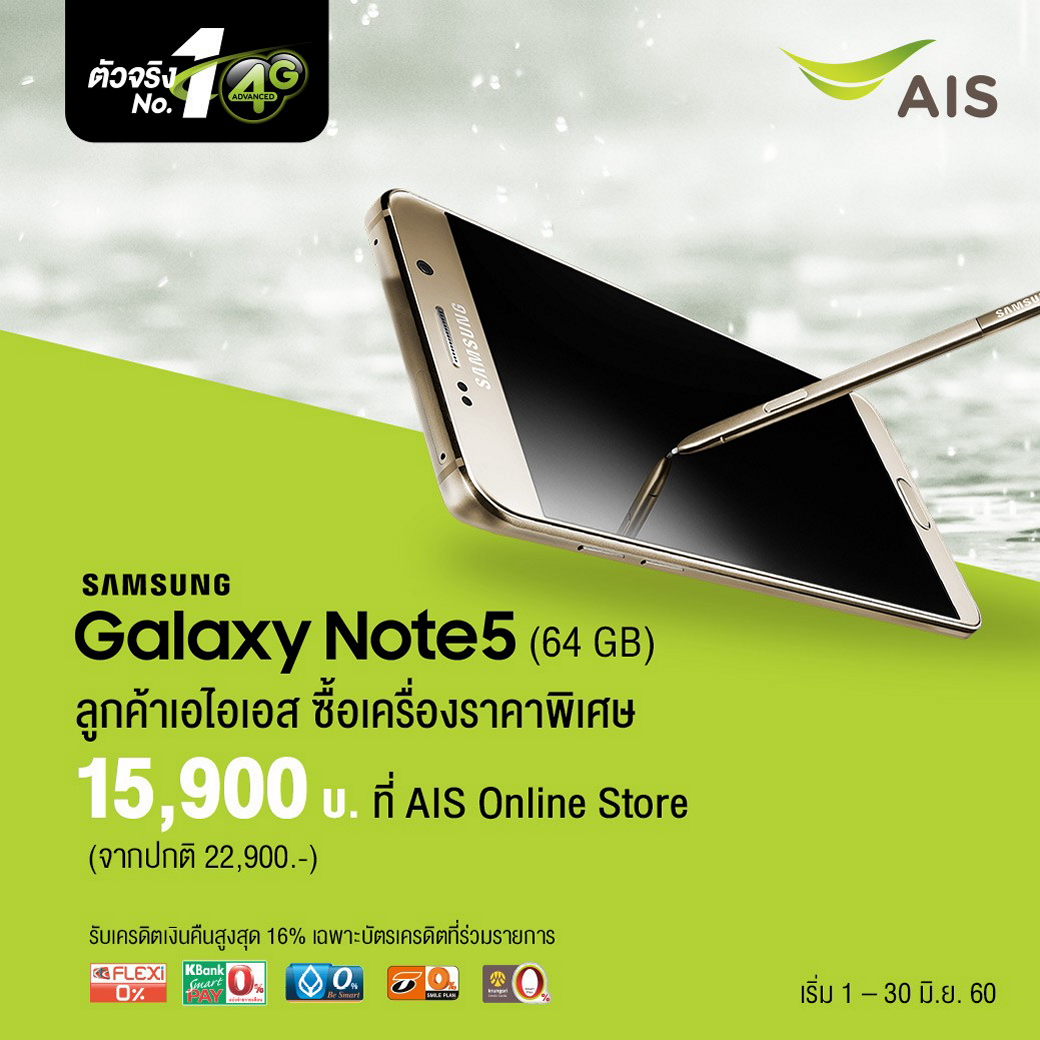 ตัวจริง
No. 1
4G
ADVANCED
AIS
SAMSUNG
SAMSUNG
SAMSUNG
Galaxy Note5 (64 GB)
ลูกค้าเอไอเอส ซื้อเครื่องราคาพิเศษ
15,900 บ. ที่ AIS Online Store
(จากปกติ 22,900.-)
รับเครดิตเงินคืนสูงสุด 16% เฉพาะบัตรเครดิตที่ร่วมรายการ
FLEXi 0%
KBank Smart PAY 0%
0% Be Smart
0% SMILE PLAN
krungsri 0%
เริ่ม 1 – 30 มิ.ย. 60